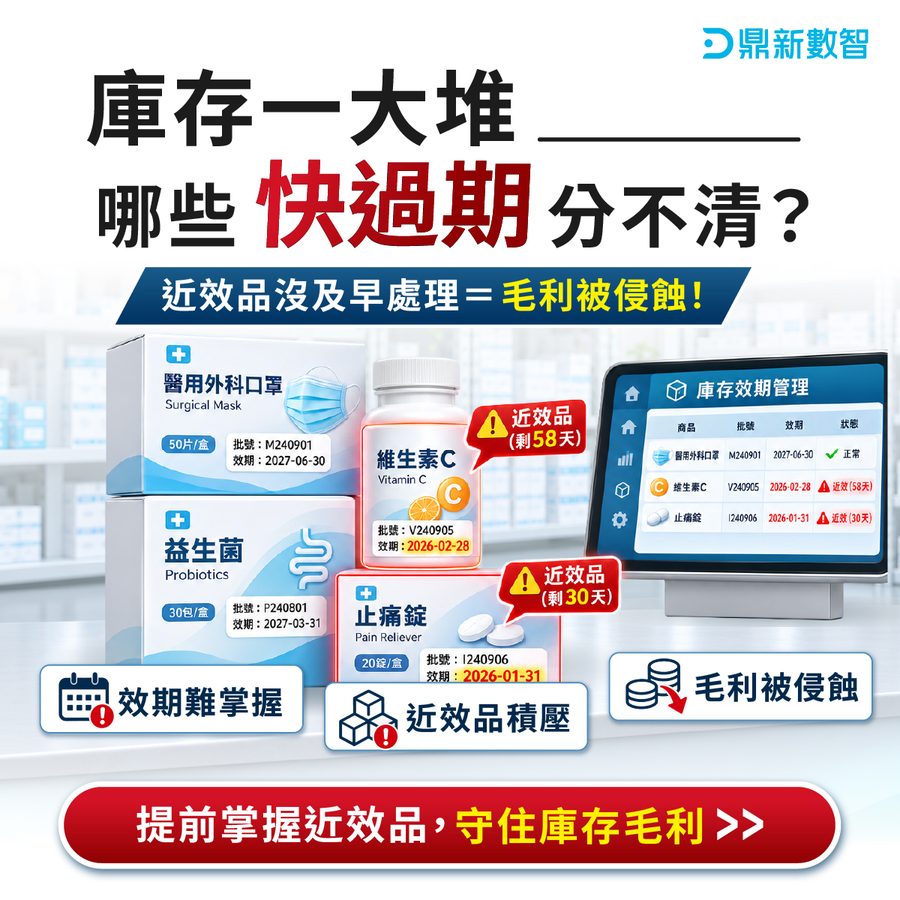 鼎新數智
庫存一大堆
哪些 快過期 分不清？
近效品沒及早處理＝毛利被侵蝕！
醫用外科口罩
Surgical Mask
50片/盒
批號：M240901
效期：2027-06-30
維生素C
Vitamin C
C
批號：V240905
效期：2026-02-28
近效品
(剩58天)
益生菌
Probiotics
30包/盒
批號：P240801
效期：2027-03-31
止痛錠
Pain Reliever
20錠/盒
批號：I240906
效期：2026-01-31
近效品
(剩30天)
庫存效期管理
商品 批號 效期 狀態
醫用外科口罩 M240901 2027-06-30 正常
C 維生素C V240905 2026-02-28 近效(58天)
止痛錠 I240906 2026-01-31 近效(30天)
效期難掌握
近效品積壓
毛利被侵蝕
提前掌握近效品，守住庫存毛利 >>